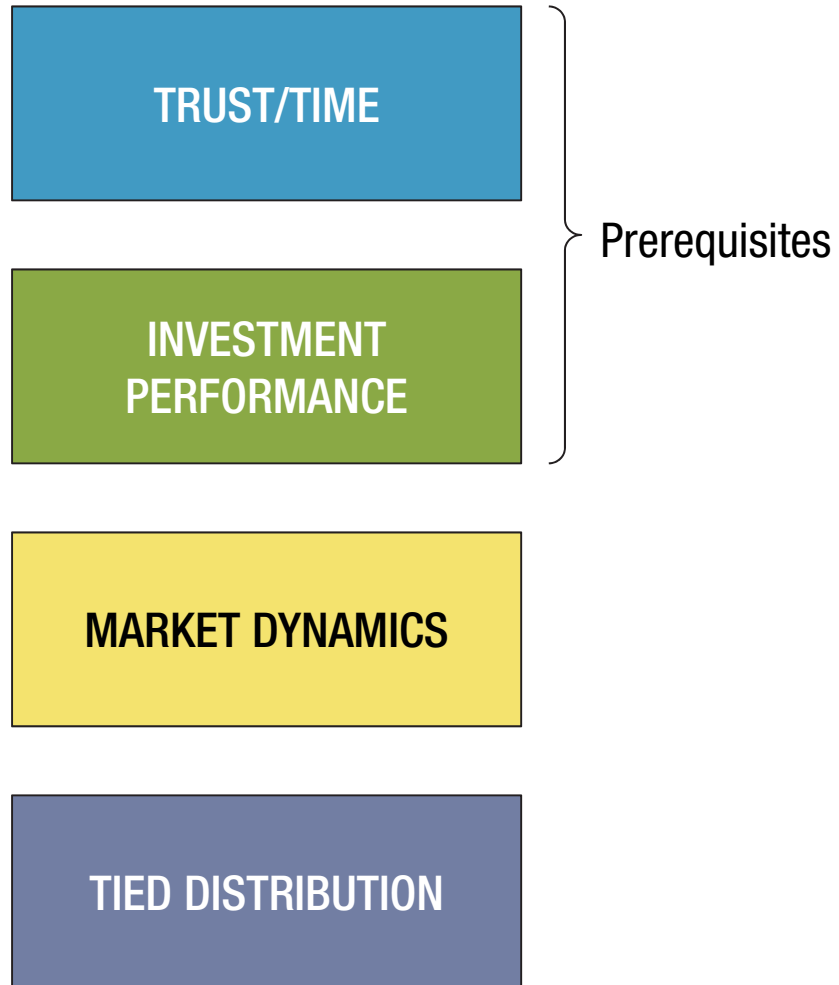 TRUST/TIME
Prerequisites
INVESTMENT
PERFORMANCE
MARKET DYNAMICS
TIED DISTRIBUTION